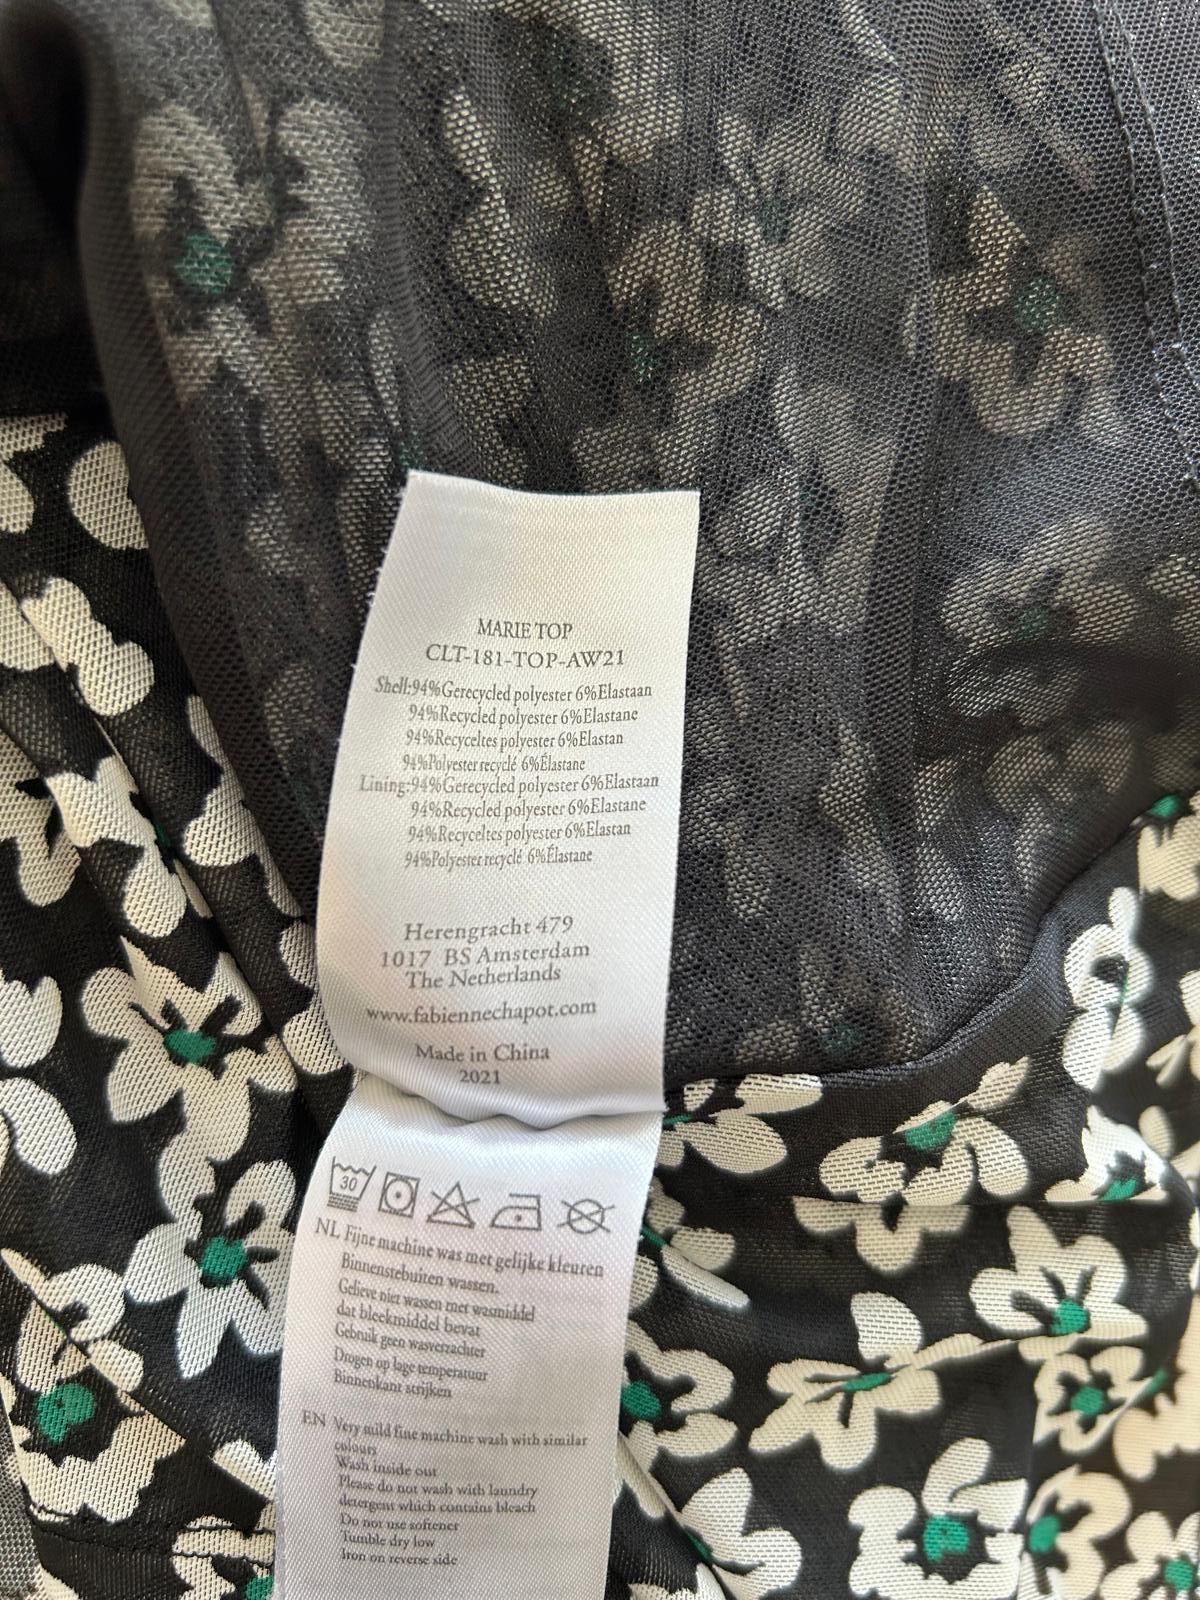 MARIE TOP
CLT-181-TOP-AW21
Shell:94%Gerecycled polyester 6%Elastaan
94%Recycled polyester 6%Elastane
94%Recyceltes polyester 6%Elastan
94%Polyester recyclé 6%Élastane
Lining:94%Gerecycled polyester 6%Elastaan
94%Recycled polyester 6%Elastane
94%Recyceltes polyester 6%Elastan
94%Polyester recyclé 6%Élastane
Herengracht 479
1017 BS Amsterdam
The Netherlands
www.fabiennechapot.com
Made in China
2021
30
NL Fijne machine was met gelijke kleuren
Binnenstebuiten wassen.
Gelieve niet wassen met wasmiddel
dat bleekmiddel bevat
Gebruik geen wasverzachter
Drogen op lage temperatuur
Binnenkant strijken
EN Very mild fine machine wash with similar
colours
Wash inside out
Please do not wash with laundry
detergent which contains bleach
Do not use softener
Tumble dry low
Iron on reverse side